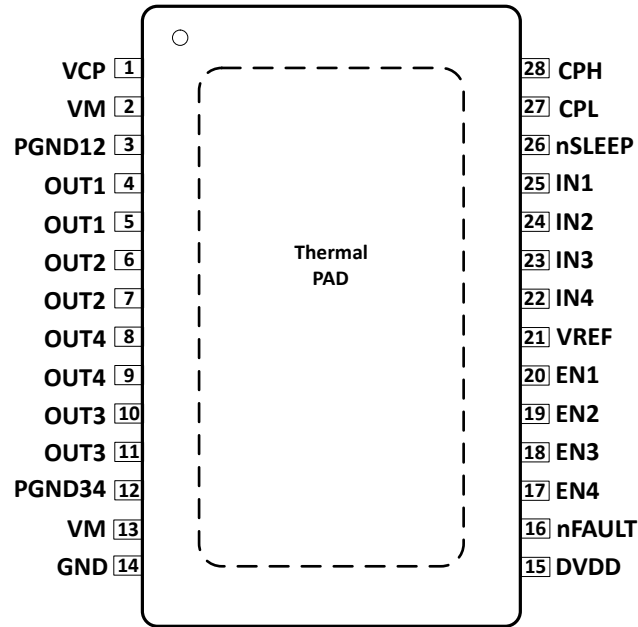 VCP 1 28 CPH
VM 2 27 CPL
PGND12 3 26 nSLEEP
OUT1 4 25 IN1
OUT1 5 24 IN2
OUT2 6 23 IN3
OUT2 7 22 IN4
OUT4 8 21 VREF
OUT4 9 20 EN1
OUT3 10 19 EN2
OUT3 11 18 EN3
PGND34 12 17 EN4
VM 13 16 nFAULT
GND 14 15 DVDD
Thermal
PAD